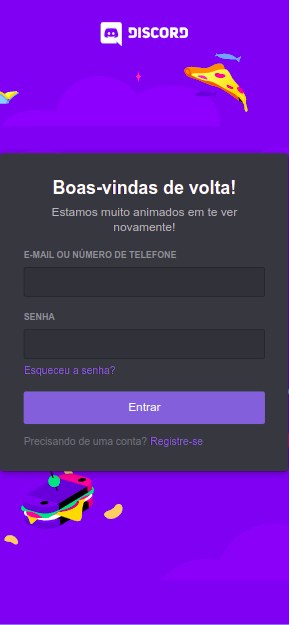 DISCORD
Boas-vindas de volta!
Estamos muito animados em te ver
novamente!
E-MAIL OU NÚMERO DE TELEFONE
SENHA
Esqueceu a senha?
Entrar
Precisando de uma conta? Registre-se